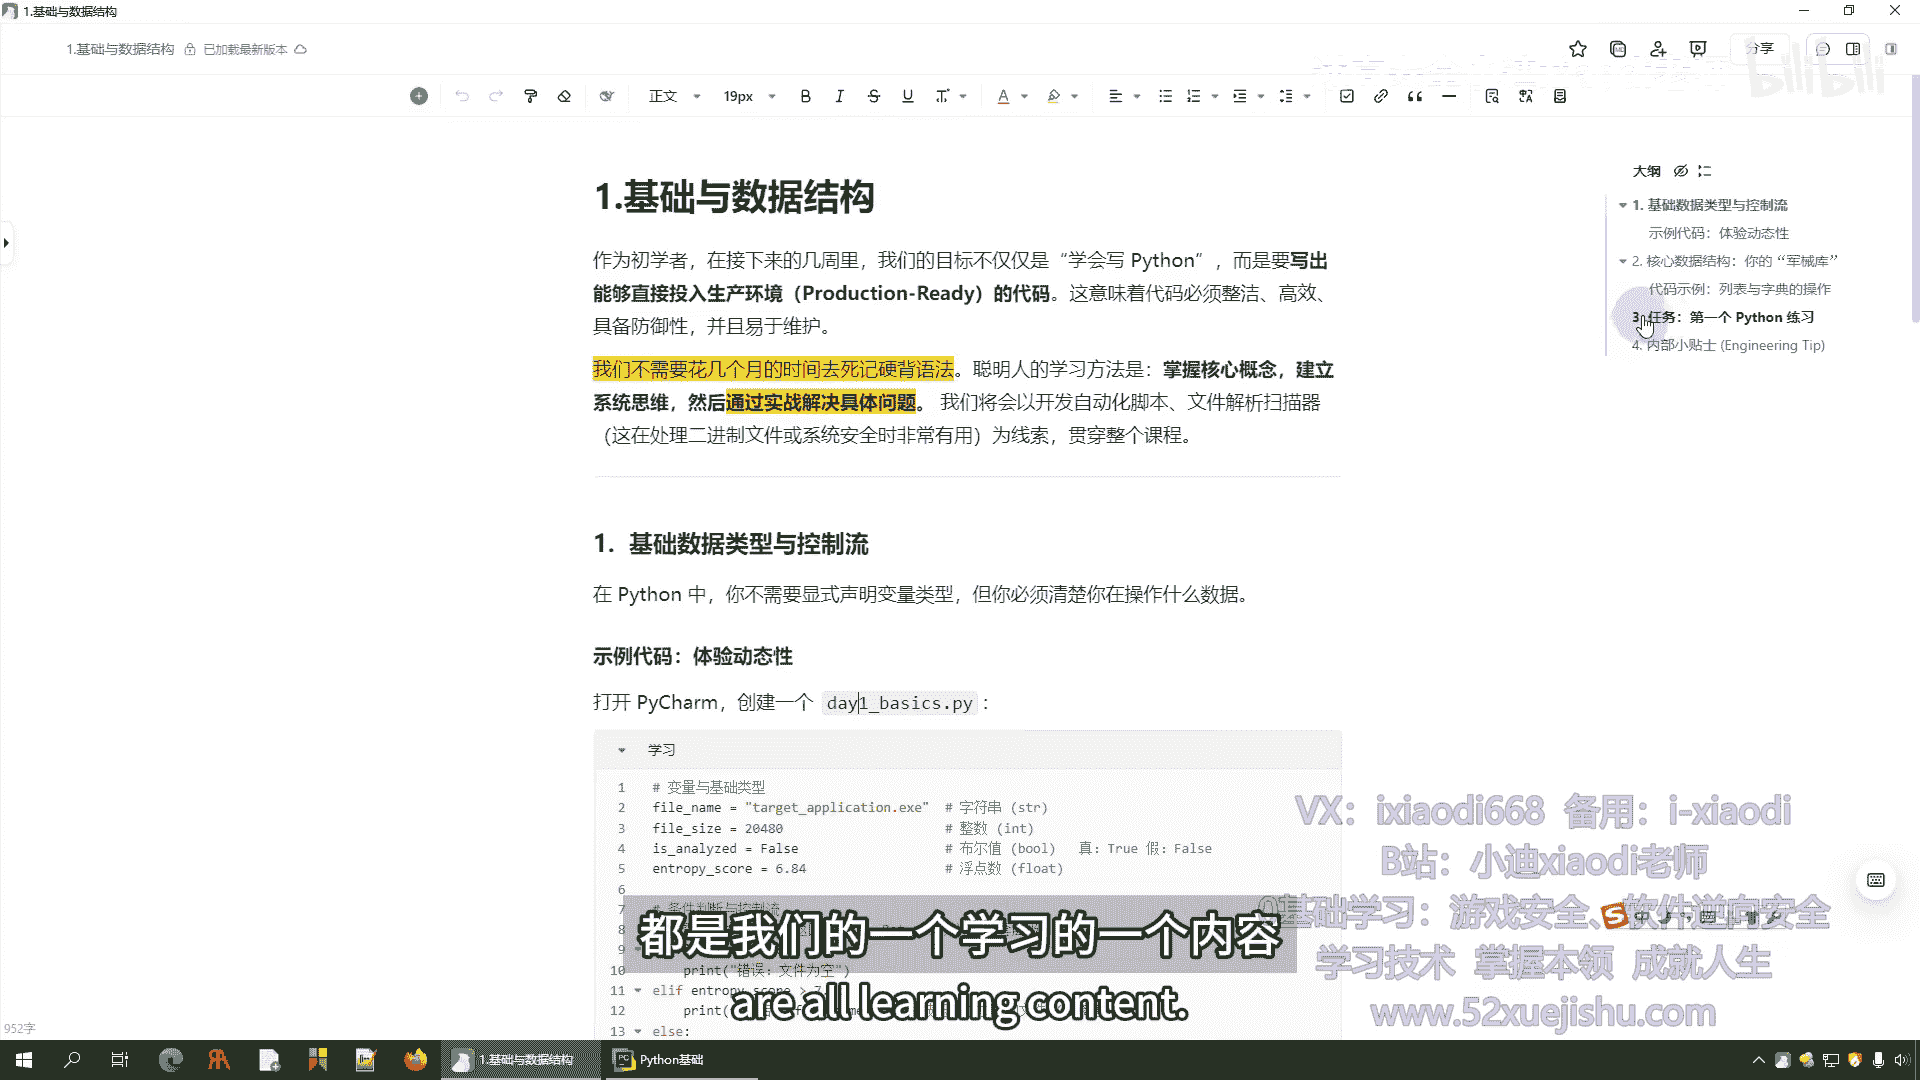 1.基础与数据结构
1.基础与数据结构 已加载最新版本
分享
bilibili
正文 19px
大纲
1. 基础数据类型与控制流
示例代码：体验动态性
2. 核心数据结构：你的“军械库”
代码示例：列表与字典的操作
3. 任务：第一个 Python 练习
4. 内部小贴士 (Engineering Tip)
1.基础与数据结构
作为初学者，在接下来的几周里，我们的目标不仅仅是“学会写 Python”，而是要写出
能够直接投入生产环境（Production-Ready）的代码。这意味着代码必须整洁、高效、
具备防御性，并且易于维护。
我们不需要花几个月的时间去死记硬背语法。聪明人的学习方法是：掌握核心概念，建立
系统思维，然后通过实战解决具体问题。 我们将会以开发自动化脚本、文件解析扫描器
（这在处理二进制文件或系统安全时非常有用）为线索，贯穿整个课程。
1. 基础数据类型与控制流
在 Python 中，你不需要显式声明变量类型，但你必须清楚你在操作什么数据。
示例代码：体验动态性
打开 PyCharm，创建一个 day1_basics.py：
学习
1 # 变量与基础类型
2 file_name = "target_application.exe" # 字符串 (str)
3 file_size = 20480 # 整数 (int)
4 is_analyzed = False # 布尔值 (bool) 真：True 假：False
5 entropy_score = 6.84 # 浮点数 (float)
6
7 # 条件判断与控制流
8
9
10 print("错误：文件为空")
11 elif entropy_score > 7
12 print(
13 else:
都是我们的一个学习的一个内容
are all learning content.
VX：ixiaodi668 备用：i-xiaodi
B站：小迪xiaodi老师
0基础学习：游戏安全、软件逆向安全
学习技术 掌握本领 成就人生
www.52xuejishu.com
952字
1.基础与数据结构
Python基础